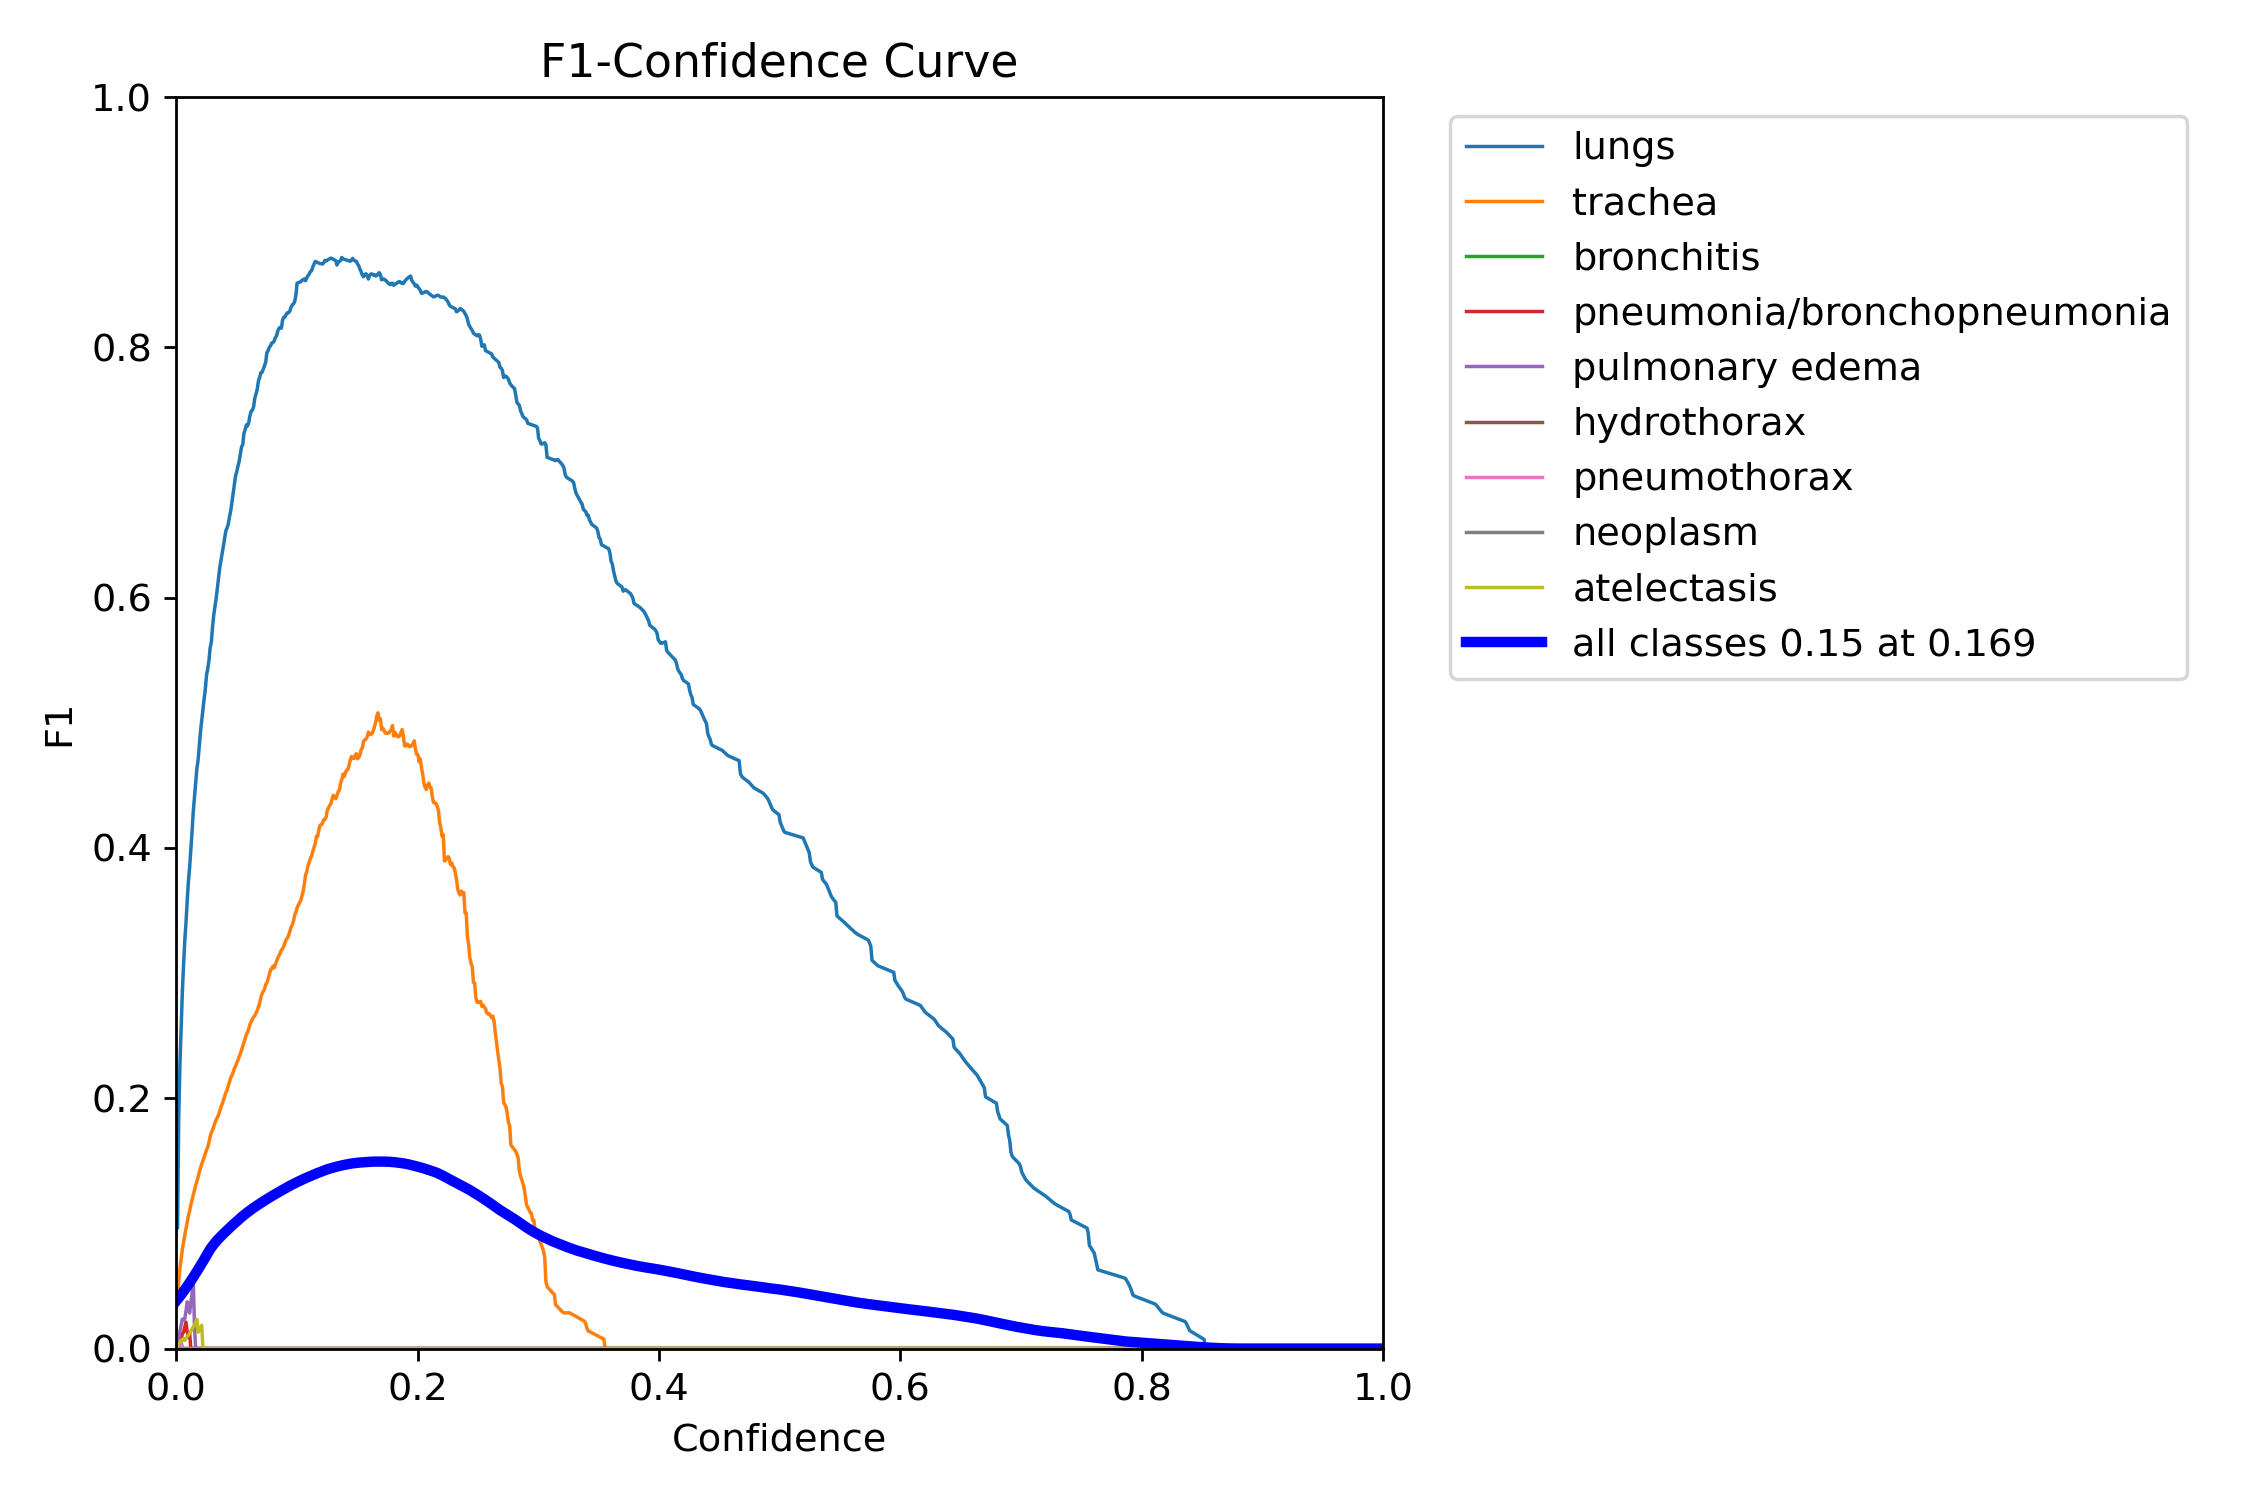 F1-Confidence Curve
1.0
0.8
0.6
0.4
0.2
0.0
F1
0.0 0.2 0.4 0.6 0.8 1.0
Confidence
lungs
trachea
bronchitis
pneumonia/bronchopneumonia
pulmonary edema
hydrothorax
pneumothorax
neoplasm
atelectasis
all classes 0.15 at 0.169